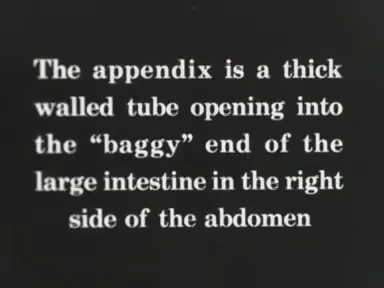 The appendix is a thick
walled tube opening into
the “baggy” end of the
large intestine in the right
side of the abdomen